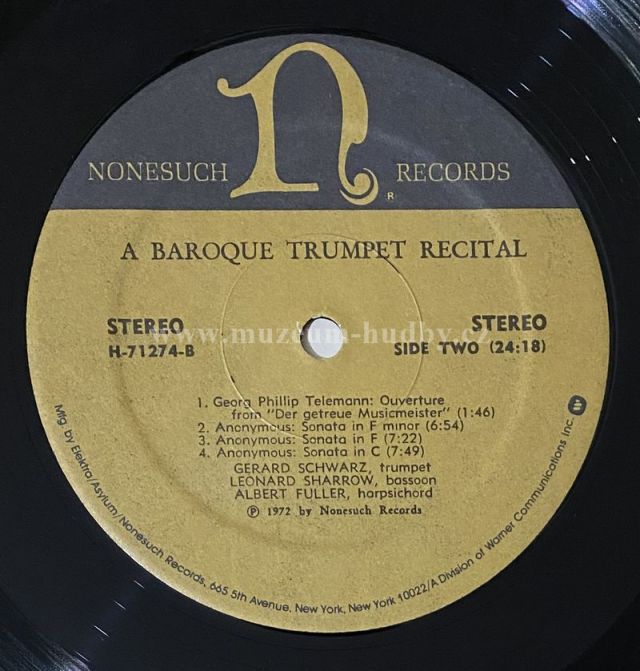 n
NONESUCH RECORDS
R
A BAROQUE TRUMPET RECITAL
STEREO STEREO
H-71274-B SIDE TWO (24:18)
www.muzeum-hudby.cz
1. Georg Phillip Telemann: Ouverture
from "Der getreue Musicmeister" (1:46)
2. Anonymous: Sonata in F minor (6:54)
3. Anonymous: Sonata in F (7:22)
4. Anonymous: Sonata in C (7:49)
GERARD SCHWARZ, trumpet
LEONARD SHARROW, bassoon
ALBERT FULLER, harpsichord
Ⓟ 1972 by Nonesuch Records
Mfg. by Elektra/Asylum/Nonesuch Records, 665 5th Avenue, New York, New York 10022/A Division of Warner Communications Inc.